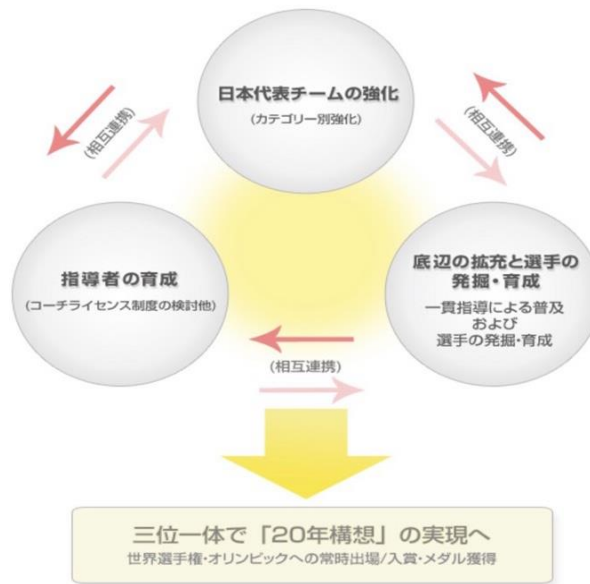 日本代表チームの強化
(カテゴリー別強化)
(相互連携)
(相互連携)
指導者の育成
(コーチライセンス制度の検討他)
底辺の拡充と選手の
発掘・育成
一貫指導による普及
および
選手の発掘・育成
(相互連携)
三位一体で「20年構想」の実現へ
世界選手権・オリンピックへの常時出場/入賞・メダル獲得